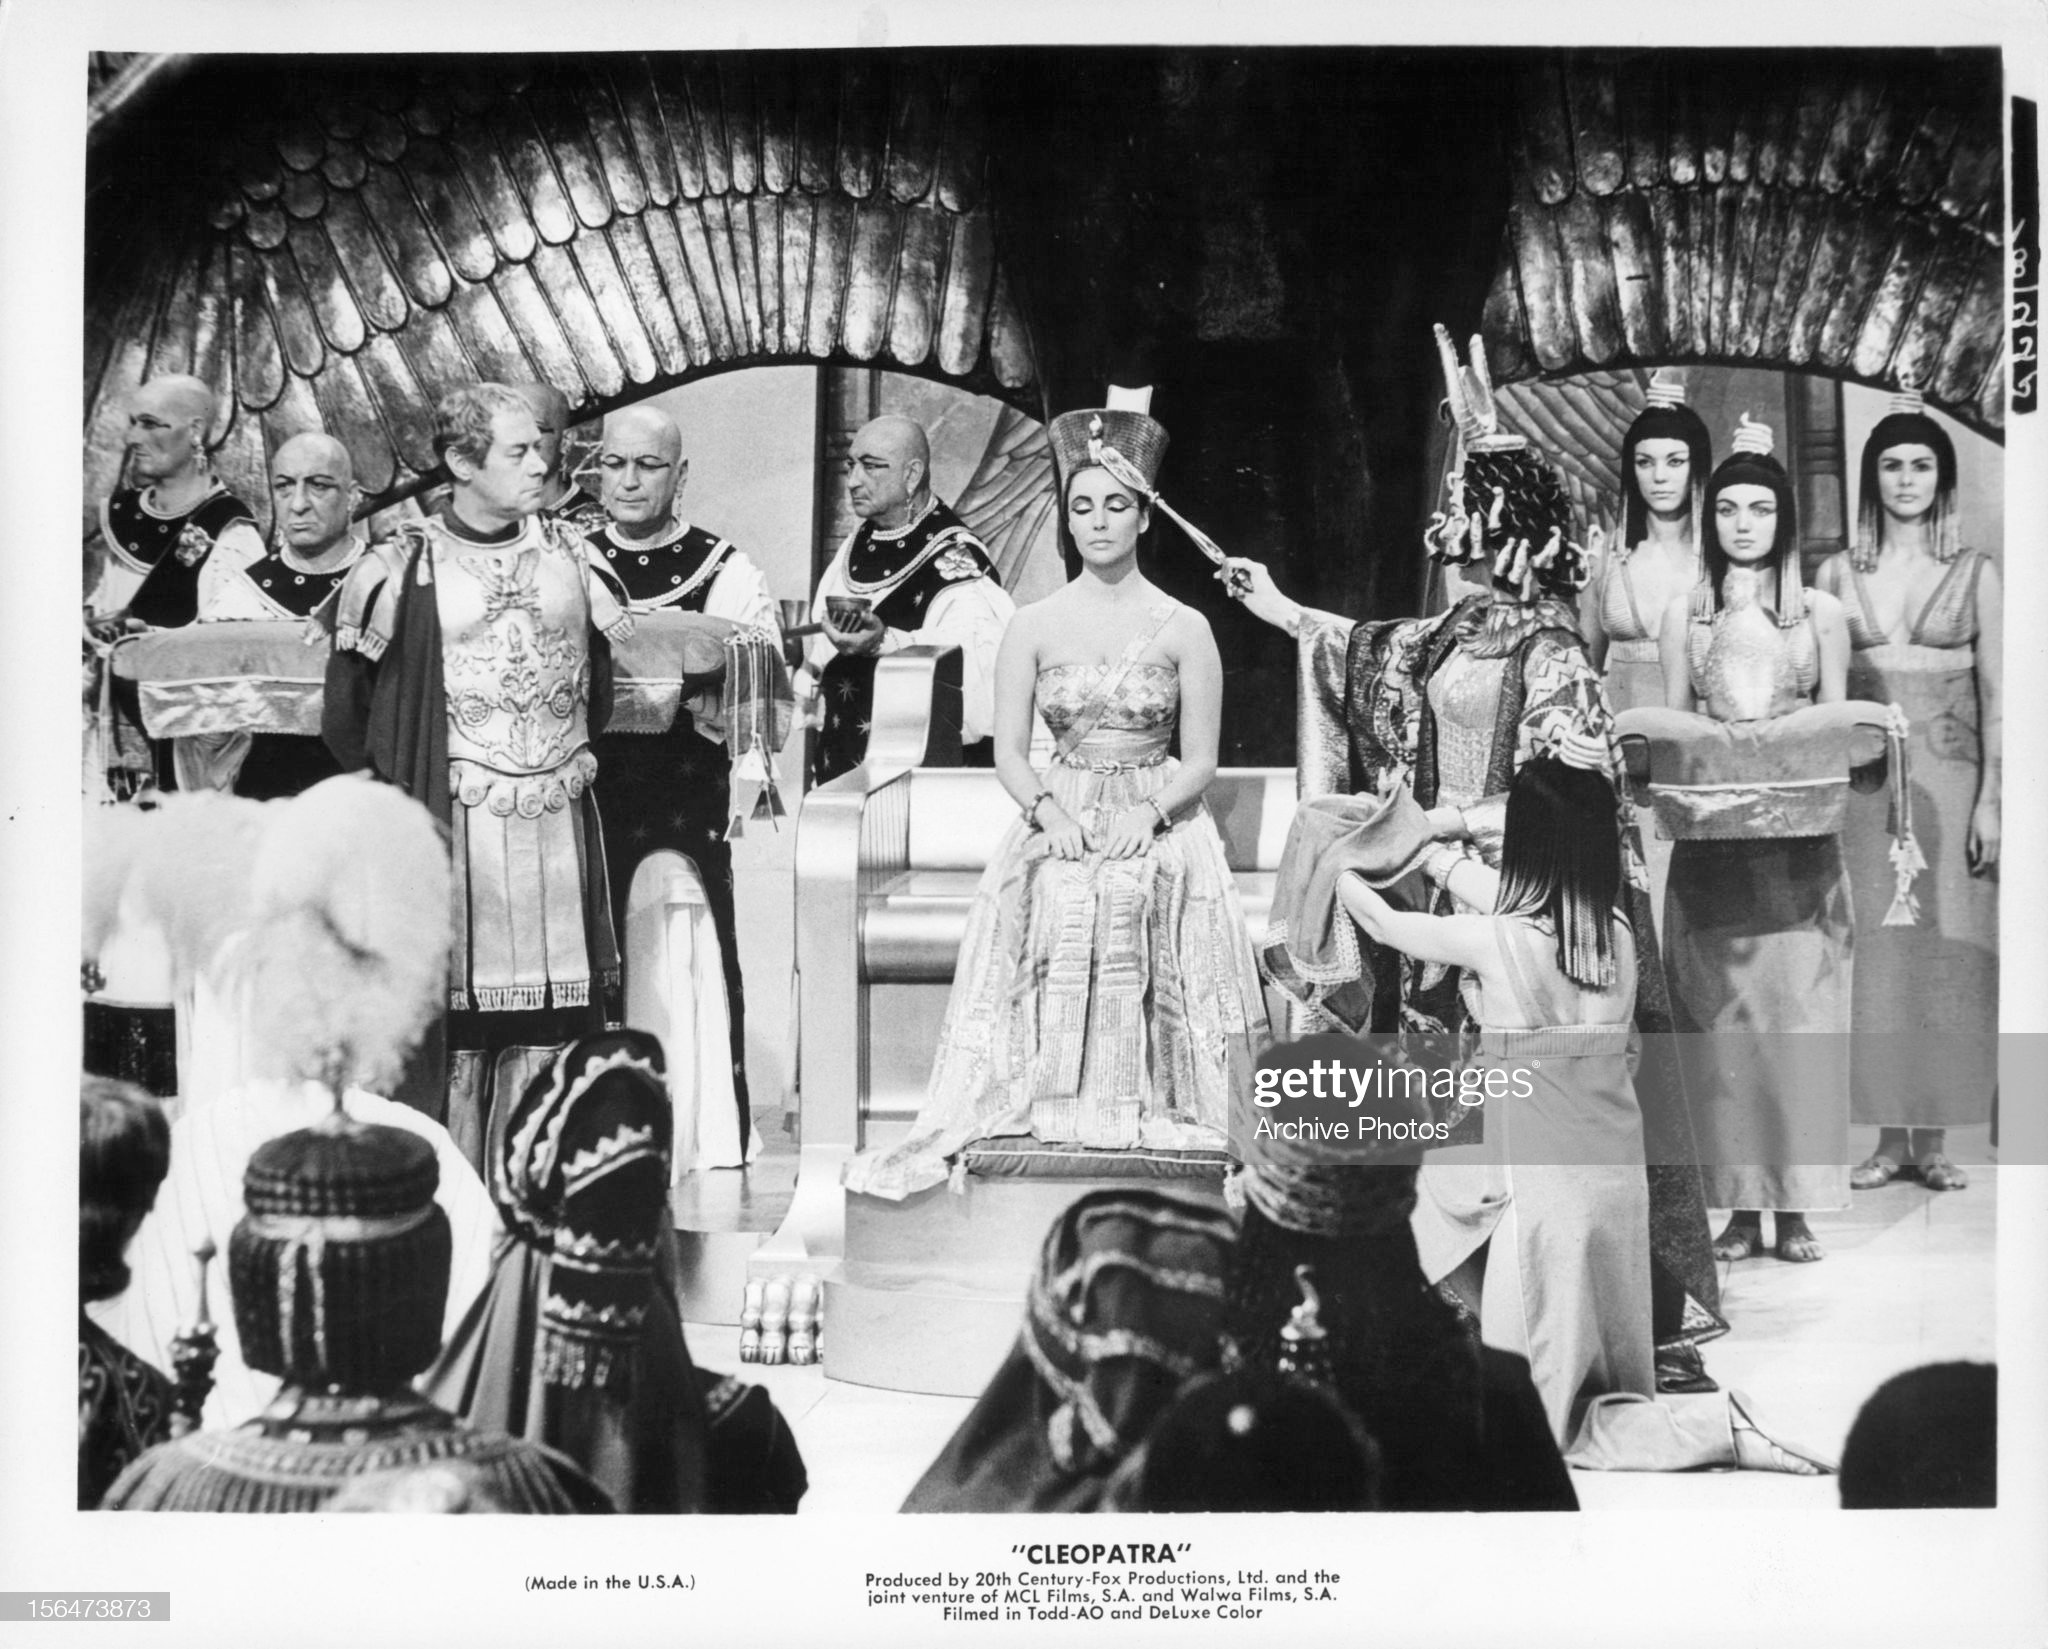 gettyimages®
Archive Photos
"CLEOPATRA"
(Made in the U.S.A.)
Produced by 20th Century-Fox Productions, Ltd. and the
joint venture of MCL Films, S.A. and Walwa Films, S.A.
Filmed in Todd-AO and DeLuxe Color
156473873